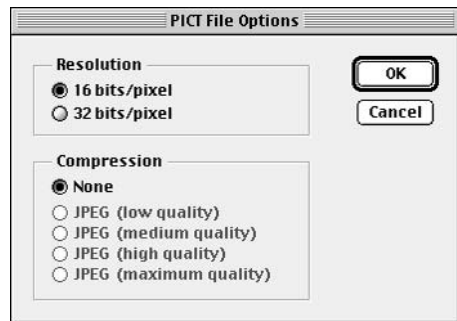 PICT File Options
Resolution
16 bits/pixel
32 bits/pixel
OK
Cancel
Compression
None
JPEG (low quality)
JPEG (medium quality)
JPEG (high quality)
JPEG (maximum quality)